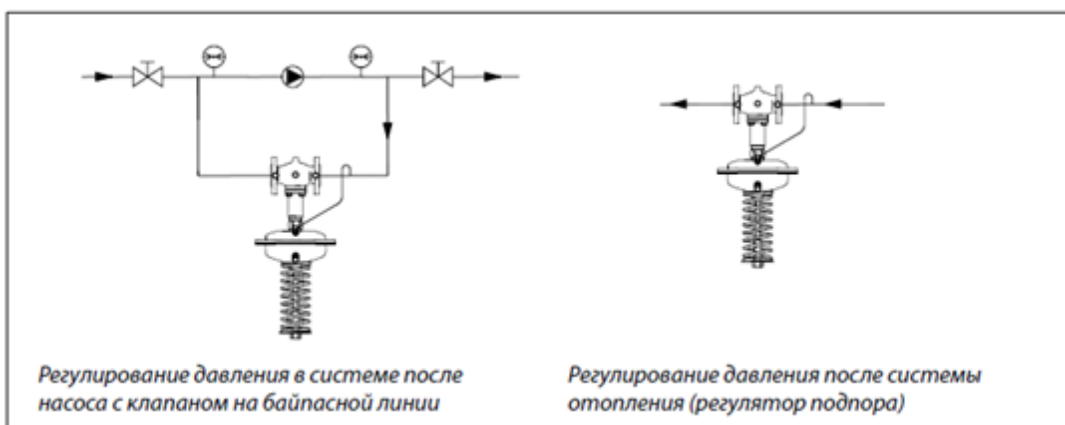 Регулирование давления в системе после
насоса с клапаном на байпасной линии
Регулирование давления после системы
отопления (регулятор подпора)